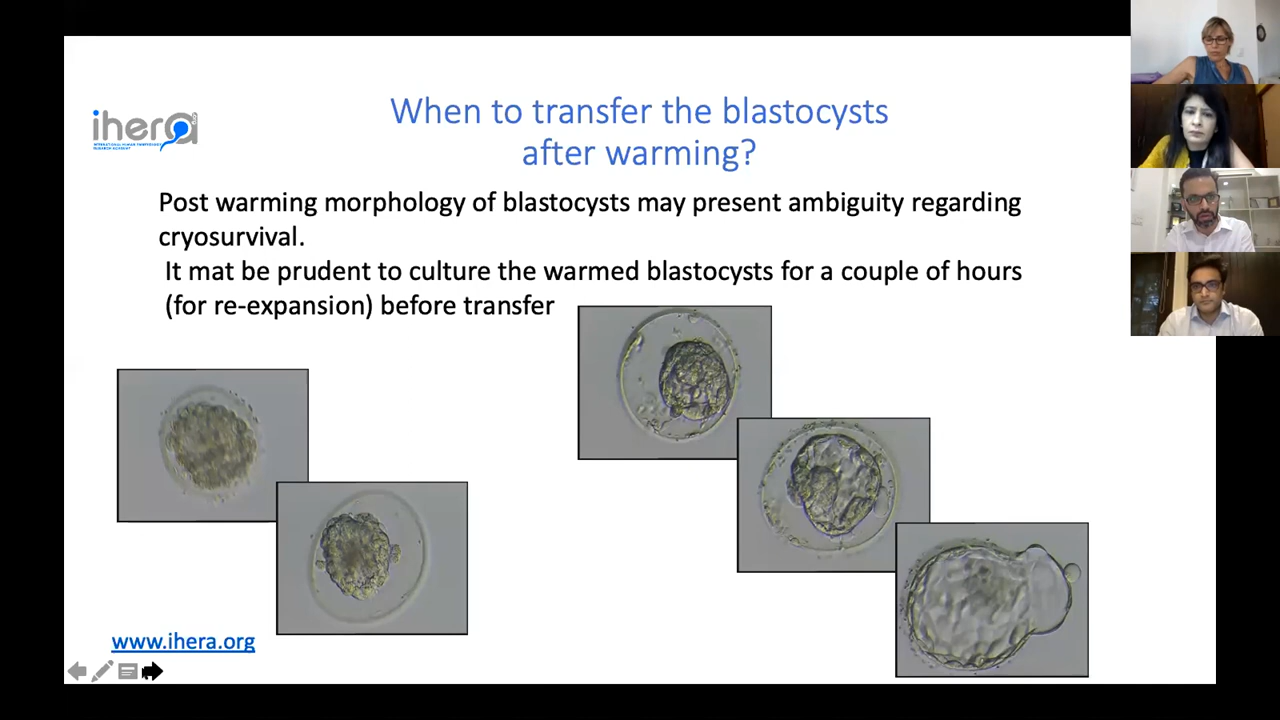 When to transfer the blastocysts
after warming?
ihera
INTERNATIONAL HUMAN EMBRYOLOGY
RESEARCH ACADEMY
Post warming morphology of blastocysts may present ambiguity regarding
cryosurvival.
It mat be prudent to culture the warmed blastocysts for a couple of hours
(for re-expansion) before transfer
www.ihera.org